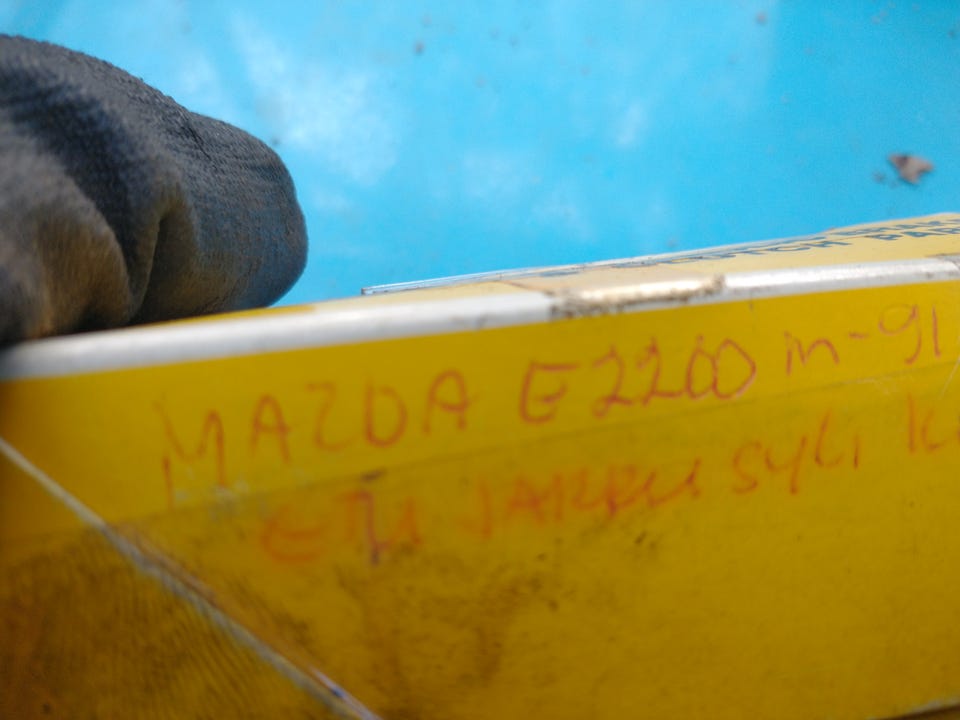 MAZDA E2200 m-91
ETU JARRU SYLI